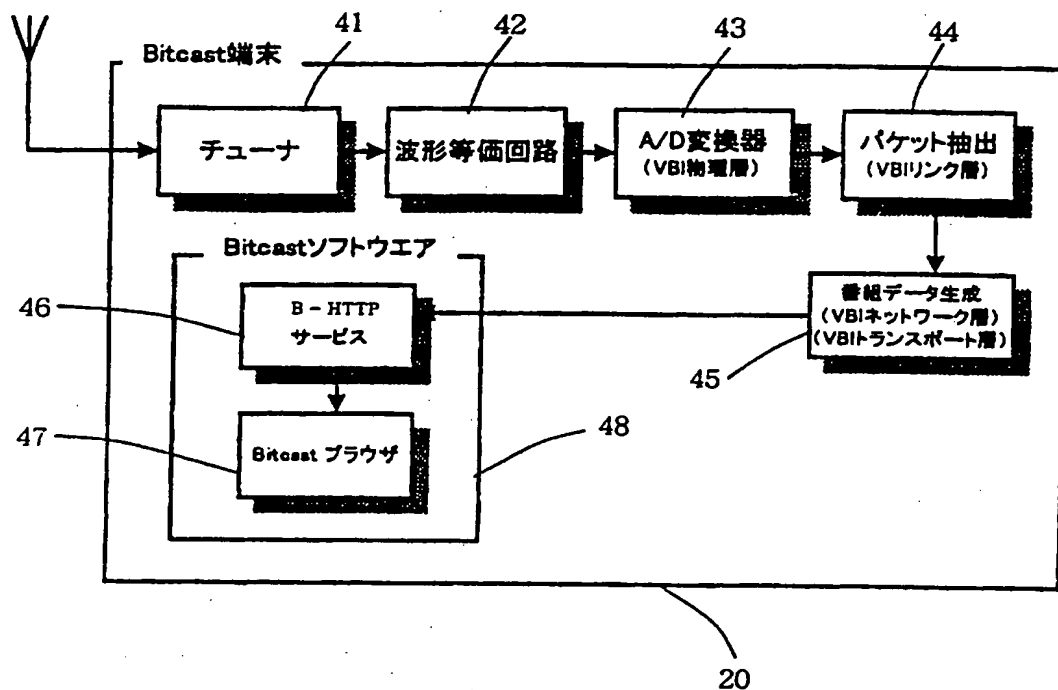 41
42
43
44
Bitcast端末
チューナ
波形等価回路
A/D変換器
(VBI物理層)
パケット抽出
(VBIリンク層)
Bitcastソフトウエア
46
B-HTTP
サービス
番組データ生成
(VBIネットワーク層)
(VBIトランスポート層)
45
47
Bitcast ブラウザ
48
20